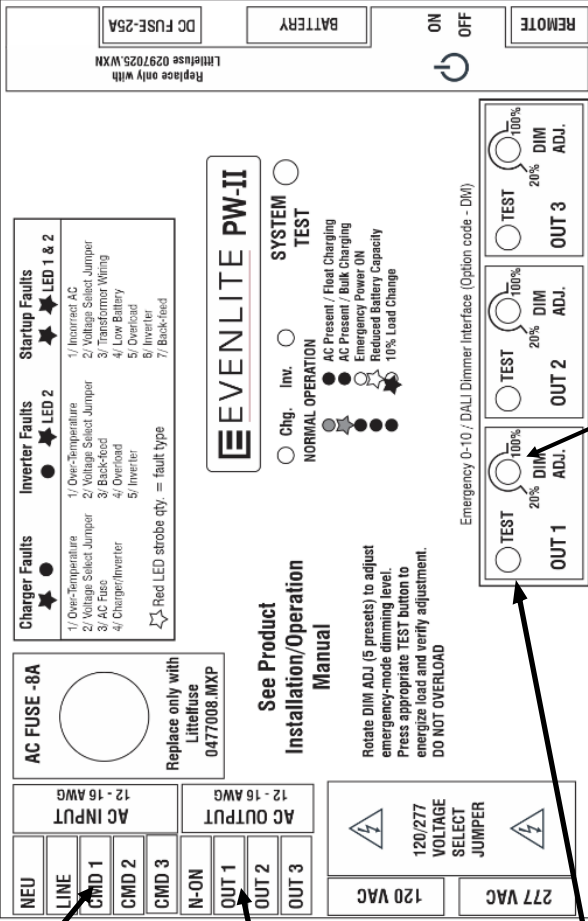 DC FUSE-25A
Replace only with
Littlefuse 0297025.WXN
BATTERY
ON
OFF
REMOTE
Charger Faults
1/ Over-Temperature
2/ Voltage Select Jumper
3/ AC Fuse
4/ Charger/Inverter
Inverter Faults
LED 2
1/ Over-Temperature
2/ Voltage Select Jumper
3/ Back-feed
4/ Overload
5/ Inverter
Startup Faults
LED 1 & 2
1/ Incorrect AC
2/ Voltage Select Jumper
3/ Transformer Wiring
4/ Low Battery
5/ Overload
6/ Inverter
7/ Back-feed
Red LED strobe qty. = fault type
EVENLITE PW-II
Chg. Inv.
SYSTEM
TEST
NORMAL OPERATION
AC Present / Float Charging
AC Present / Bulk Charging
Emergency Power ON
Reduced Battery Capacity
10% Load Change
AC FUSE -8A
Replace only with
Littelfuse
0477008.MXP
See Product
Installation/Operation
Manual
Rotate DIM ADJ (5 presets) to adjust
emergency-mode dimming level.
Press appropriate TEST button to
energize load and verify adjustment.
DO NOT OVERLOAD
Emergency 0-10 / DALI Dimmer Interface (Option code - DM)
TEST
20%
100%
DIM
ADJ.
OUT 1
TEST
20%
100%
DIM
ADJ.
OUT 2
TEST
20%
100%
DIM
ADJ.
OUT 3
NEU
LINE
CMD 1
CMD 2
CMD 3
AC INPUT
12 - 16 AWG
N-ON
OUT 1
OUT 2
OUT 3
AC OUTPUT
12 - 16 AWG
120/277
VOLTAGE
SELECT
JUMPER
120 VAC
277 VAC